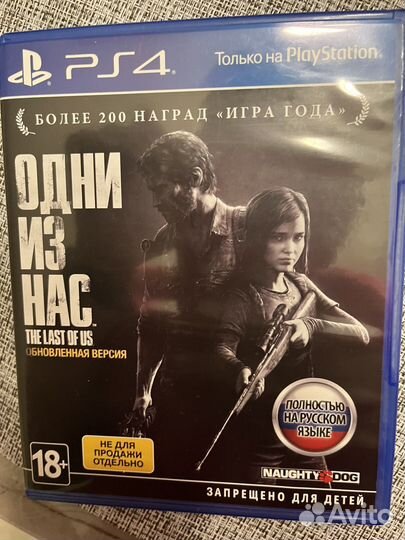 PS4
Только на PlayStation
БОЛЕЕ 200 НАГРАД «ИГРА ГОДА»
ОДНИ
ИЗ
НАС
THE LAST OF US
ОБНОВЛЕННАЯ ВЕРСИЯ
ПОЛНОСТЬЮ
НА РУССКОМ
ЯЗЫКЕ
НЕ ДЛЯ
ПРОДАЖИ
ОТДЕЛЬНО
18+
NAUGHTY DOG
ЗАПРЕЩЕНО ДЛЯ ДЕТЕЙ
Avito